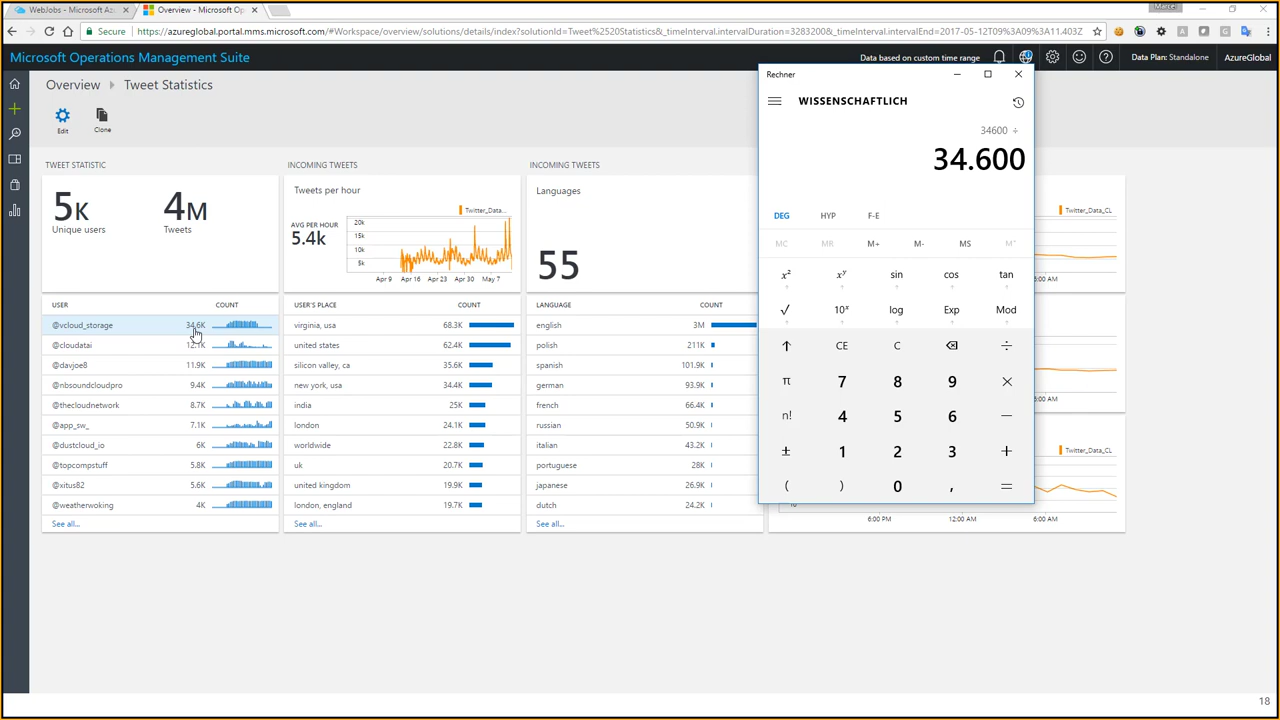 WebJobs - Microsoft Az
Overview - Microsoft Op
Marcel
Secure
https://azureglobal.portal.mms.microsoft.com/#Workspace/overview/solutions/details/index?solutionId=Tweet%2520Statistics&_timeInterval.intervalDuration=3283200&_timeInterval.intervalEnd=2017-05-12T09%3A09%3A11.403Z
Microsoft Operations Management Suite
Data based on custom time range
Data Plan: Standalone
AzureGlobal
Overview
Tweet Statistics
Edit
Clone
TWEET STATISTIC
5K
Unique users
4M
Tweets
USER
COUNT
@vcloud_storage 34.6K
@cloudatai 12.1K
@davjoe8 11.9K
@nbsoundcloudpro 9.4K
@thecloudnetwork 8.7K
@app_sw_ 7.1K
@dustcloud_io 6K
@topcompstuff 5.8K
@xitus82 5.6K
@weatherwoking 4K
See all...
INCOMING TWEETS
Tweets per hour
AVG PER HOUR
5.4k
Twitter_Data...
20k
15k
10k
5k
Apr 9 Apr 16 Apr 23 Apr 30 May 7
USER'S PLACE
COUNT
virginia, usa 68.3K
united states 62.4K
silicon valley, ca 35.6K
new york, usa 34.4K
india 25K
london 24.1K
worldwide 22.8K
uk 20.7K
united kingdom 19.9K
london, england 19.7K
See all...
INCOMING TWEETS
Languages
55
LANGUAGE
COUNT
english 3M
polish 211K
spanish 101.9K
german 93.9K
french 66.4K
russian 50.9K
italian 43.2K
portuguese 28K
japanese 26.9K
dutch 24.2K
See all...
Rechner
WISSENSCHAFTLICH
34600 ÷
34.600
DEG HYP F-E
MC MR M+ M- MS M˅
x² xʸ sin cos tan
√ 10ˣ log Exp Mod
↑ CE C ⌫ ÷
π 7 8 9 ×
n! 4 5 6 −
± 1 2 3 +
( ) 0 , =
Twitter_Data_CL
:00 AM
:00 AM
Twitter_Data_CL
10
6:00 PM 12:00 AM 6:00 AM
18